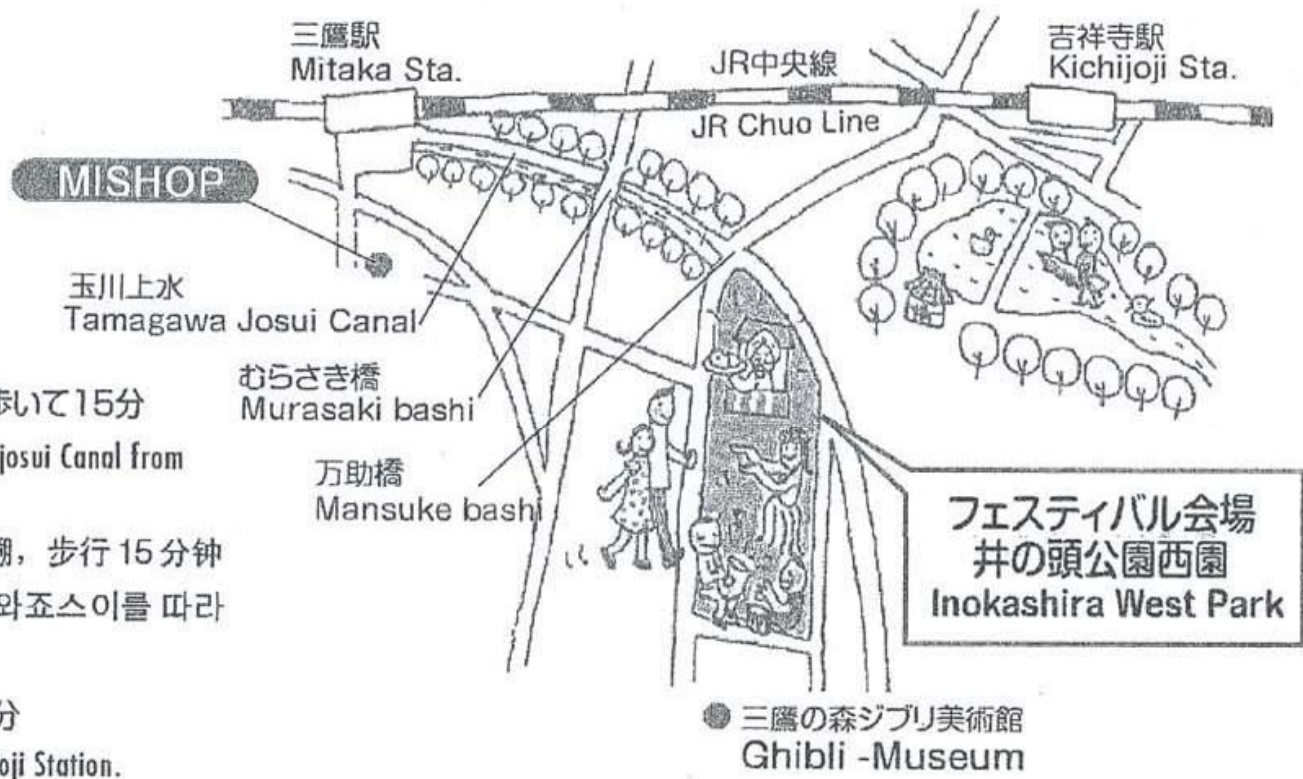 三鷹駅
Mitaka Sta.
JR中央線
JR Chuo Line
吉祥寺駅
Kichijoji Sta.
MISHOP
玉川上水
Tamagawa Josui Canal
むらさき橋
Murasaki bashi
万助橋
Mansuke bashi
フェスティバル会場
井の頭公園西園
Inokashira West Park
三鷹の森ジブリ美術館
Ghibli -Museum
歩いて15分
josui Canal from
, 步行 15 分钟
와죠스이를 따라
分
oji Station.